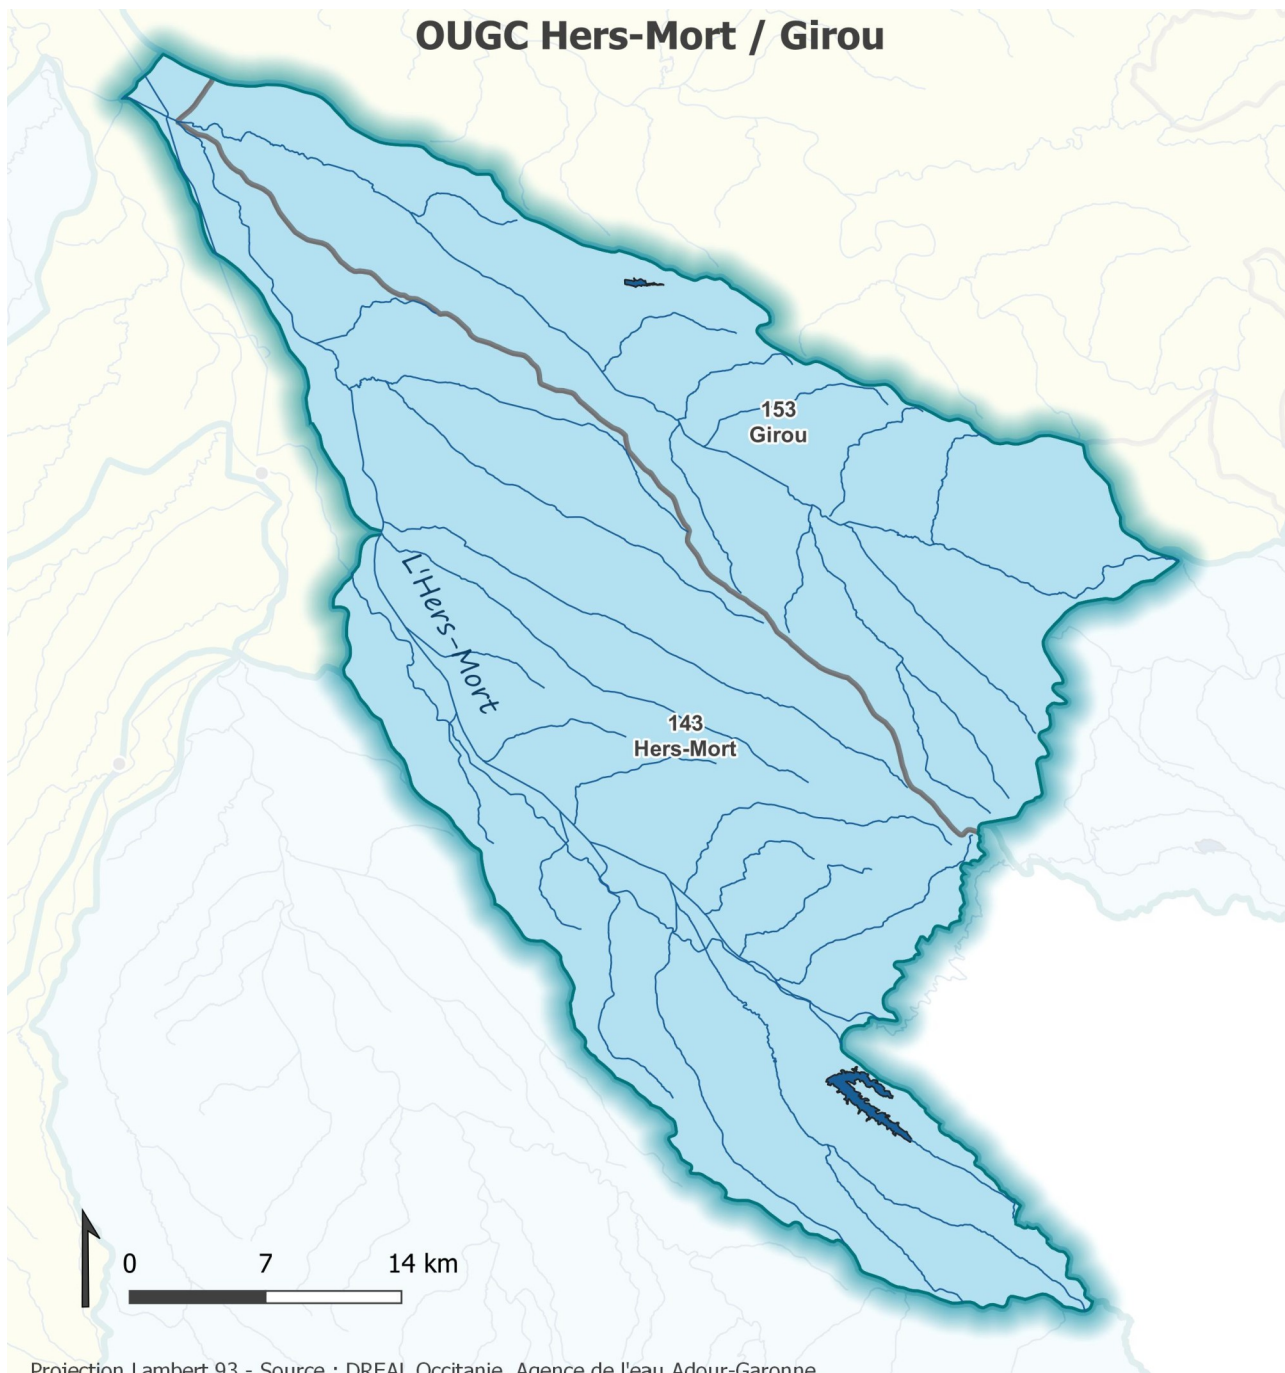 OUGC Hers-Mort / Girou
153
Girou
L'Hers-Mort
143
Hers-Mort
0 7 14 km
Projection Lambert 93 - Source : DREAL Occitanie, Agence de l'eau Adour-Garonne